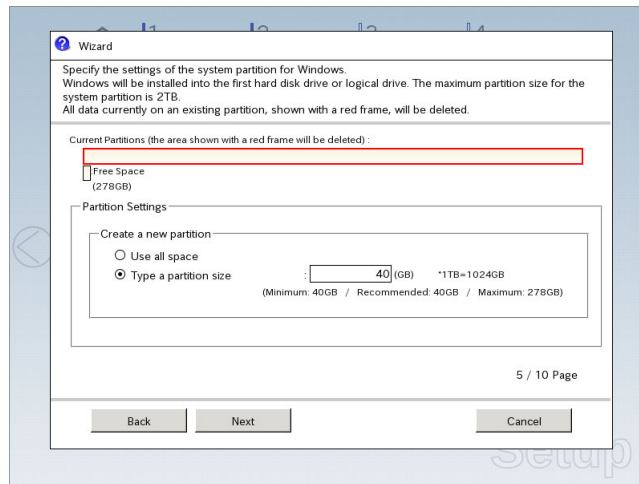 1 2 3 4
Wizard
Specify the settings of the system partition for Windows.
Windows will be installed into the first hard disk drive or logical drive. The maximum partition size for the
system partition is 2TB.
All data currently on an existing partition, shown with a red frame, will be deleted.
Current Partitions (the area shown with a red frame will be deleted) :
:Free Space
(278GB)
Partition Settings
Create a new partition
Use all space
Type a partition size : 40 (GB) *1TB=1024GB
(Minimum: 40GB / Recommended: 40GB / Maximum: 278GB)
5 / 10 Page
Back Next Cancel
Setup